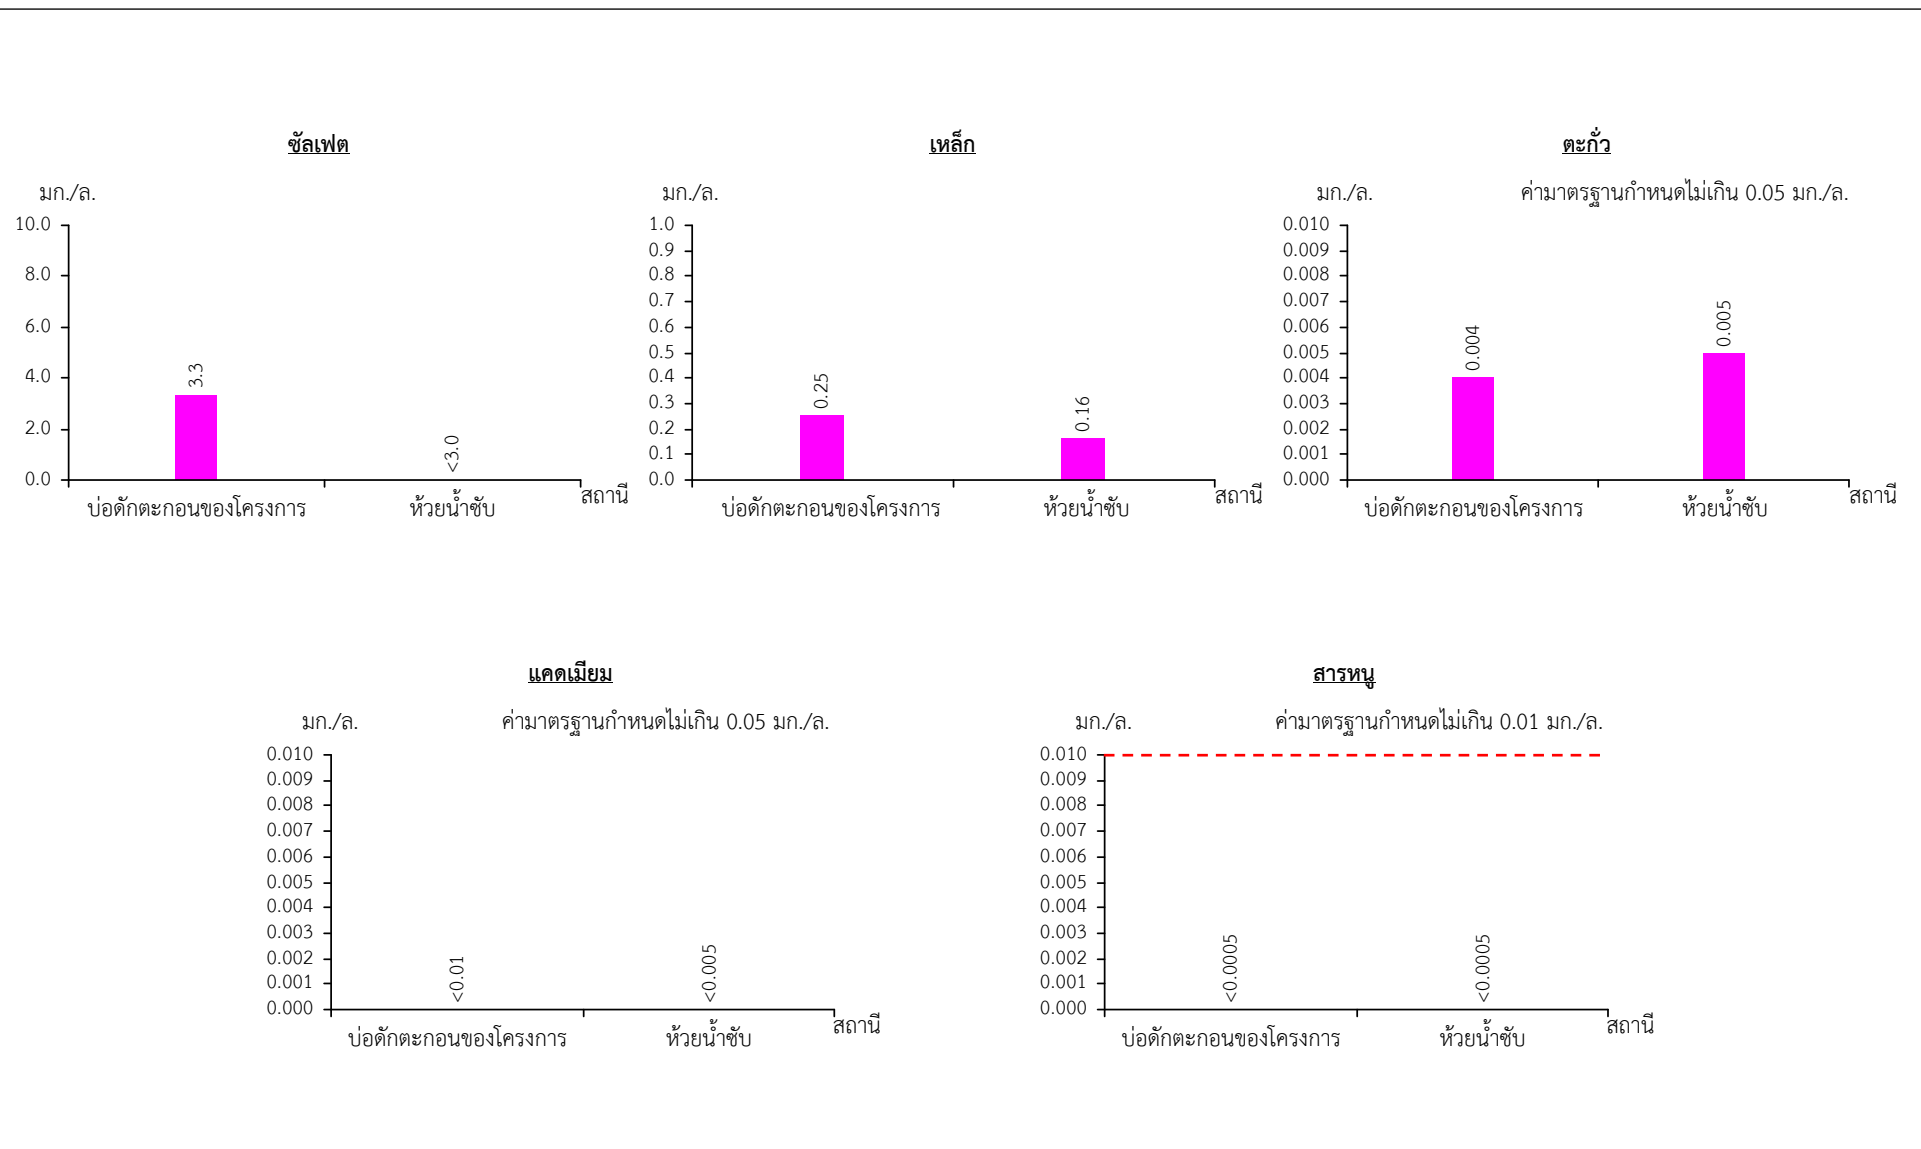 ซัลเฟต
มก./ล.
10.0
8.0
6.0
4.0
2.0
0.0
3.3
<3.0
บ่อดักตะกอนของโครงการ
ห้วยน้ำซับ
สถานี
เหล็ก
มก./ล.
1.0
0.9
0.8
0.7
0.6
0.5
0.4
0.3
0.2
0.1
0.0
0.25
0.16
บ่อดักตะกอนของโครงการ
ห้วยน้ำซับ
สถานี
ตะกั่ว
มก./ล.
ค่ามาตรฐานกำหนดไม่เกิน 0.05 มก./ล.
0.010
0.009
0.008
0.007
0.006
0.005
0.004
0.003
0.002
0.001
0.000
0.004
0.005
บ่อดักตะกอนของโครงการ
ห้วยน้ำซับ
สถานี
แคดเมียม
มก./ล.
ค่ามาตรฐานกำหนดไม่เกิน 0.05 มก./ล.
0.010
0.009
0.008
0.007
0.006
0.005
0.004
0.003
0.002
0.001
0.000
<0.01
<0.005
บ่อดักตะกอนของโครงการ
ห้วยน้ำซับ
สถานี
สารหนู
มก./ล.
ค่ามาตรฐานกำหนดไม่เกิน 0.01 มก./ล.
0.010
0.009
0.008
0.007
0.006
0.005
0.004
0.003
0.002
0.001
0.000
<0.0005
<0.0005
บ่อดักตะกอนของโครงการ
ห้วยน้ำซับ
สถานี